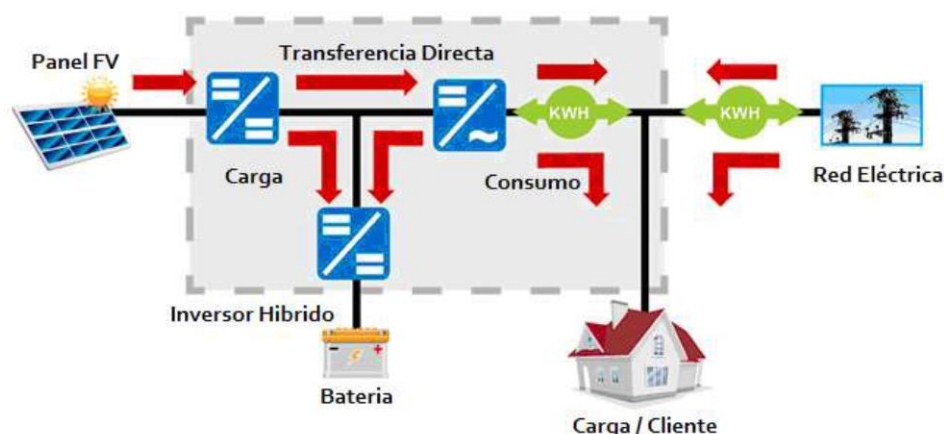 Panel FV
Transferencia Directa
KWH
KWH
Carga
Consumo
Red Eléctrica
Inversor Hibrido
Bateria
Carga / Cliente